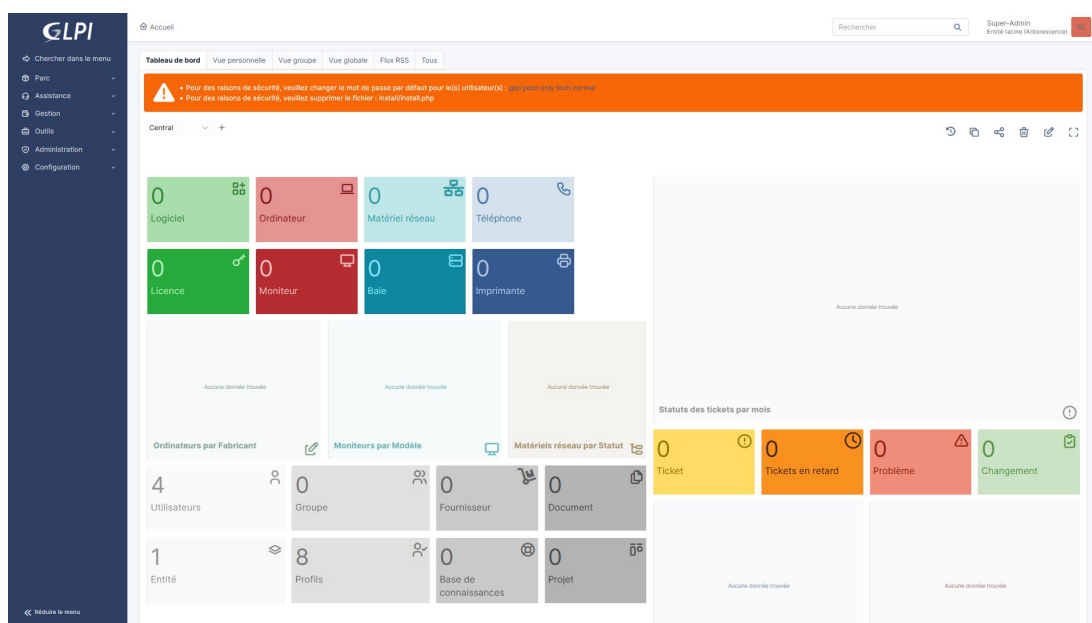 GLPI
Accueil
Rechercher
Super-Admin
Entité racine (Arborescence)
GL
Chercher dans le menu
Parc
Assistance
Gestion
Outils
Administration
Configuration
Réduire le menu
Tableau de bord
Vue personnelle
Vue groupe
Vue globale
Flux RSS
Tous
• Pour des raisons de sécurité, veuillez changer le mot de passe par défaut pour le(s) utilisateur(s) : glpi post-only tech normal
• Pour des raisons de sécurité, veuillez supprimer le fichier : install/install.php
Central
0
Logiciel
0
Ordinateur
0
Matériel réseau
0
Téléphone
0
Licence
0
Moniteur
0
Baie
0
Imprimante
Aucune donnée trouvée
Ordinateurs par Fabricant
Aucune donnée trouvée
Moniteurs par Modèle
Aucune donnée trouvée
Matériels réseau par Statut
4
Utilisateurs
0
Groupe
0
Fournisseur
0
Document
1
Entité
8
Profils
0
Base de
connaissances
0
Projet
Aucune donnée trouvée
Statuts des tickets par mois
0
Ticket
0
Tickets en retard
0
Problème
0
Changement
Aucune donnée trouvée
Aucune donnée trouvée